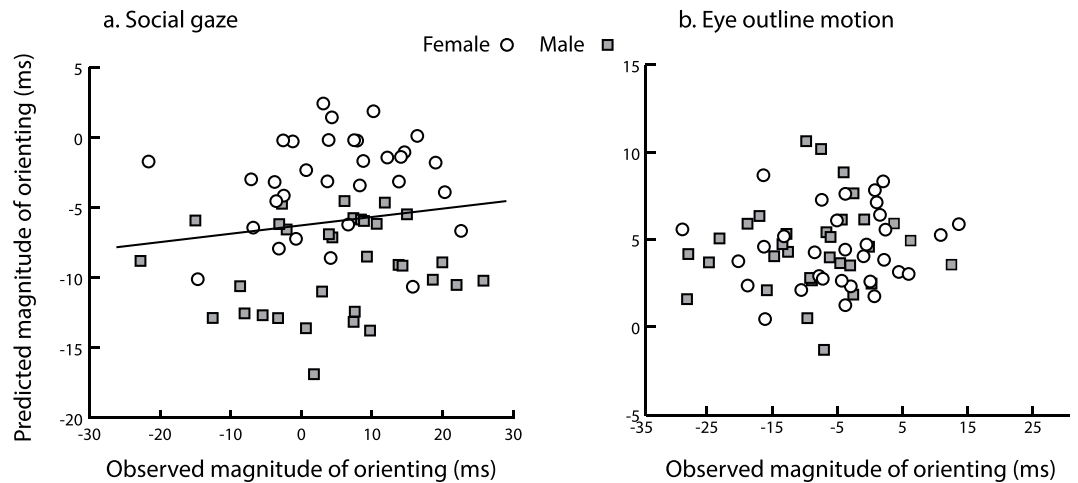 a. Social gaze
b. Eye outline motion
Female Male
Predicted magnitude of orienting (ms)
5
0
-5
-10
-15
-20
-30 -20 -10 0 10 20 30
Observed magnitude of orienting (ms)
15
10
5
0
-5
-35 -25 -15 -5 5 15 25
Observed magnitude of orienting (ms)